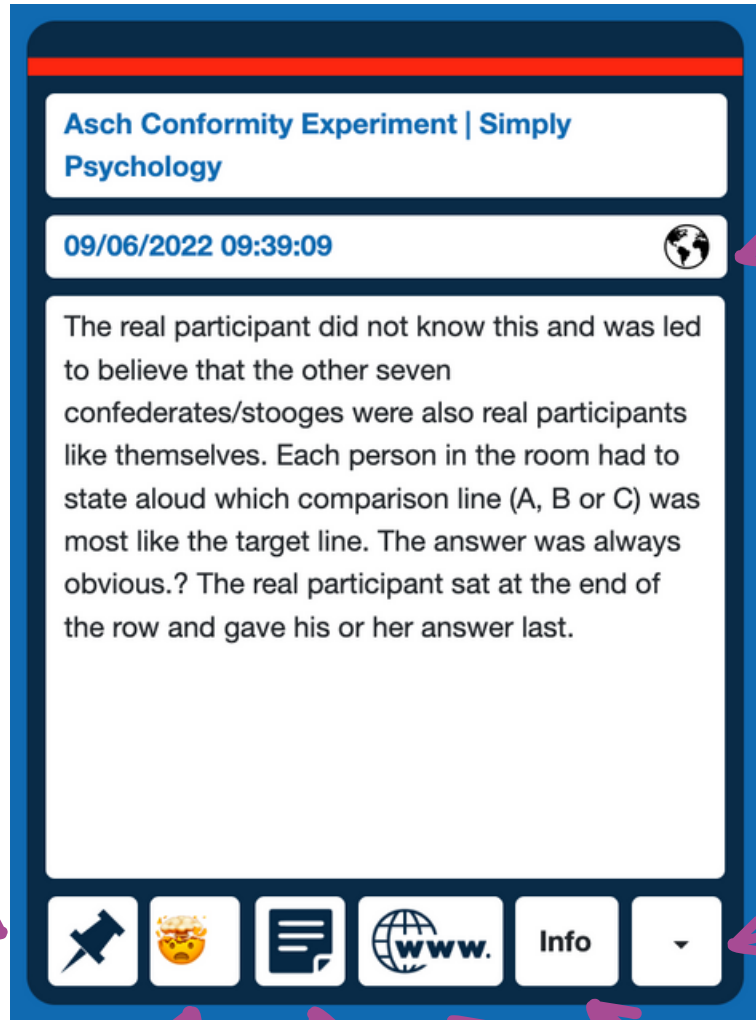 Asch Conformity Experiment | Simply
Psychology
09/06/2022 09:39:09
The real participant did not know this and was led
to believe that the other seven
confederates/stooges were also real participants
like themselves. Each person in the room had to
state aloud which comparison line (A, B or C) was
most like the target line. The answer was always
obvious.? The real participant sat at the end of
the row and gave his or her answer last.
www. Info